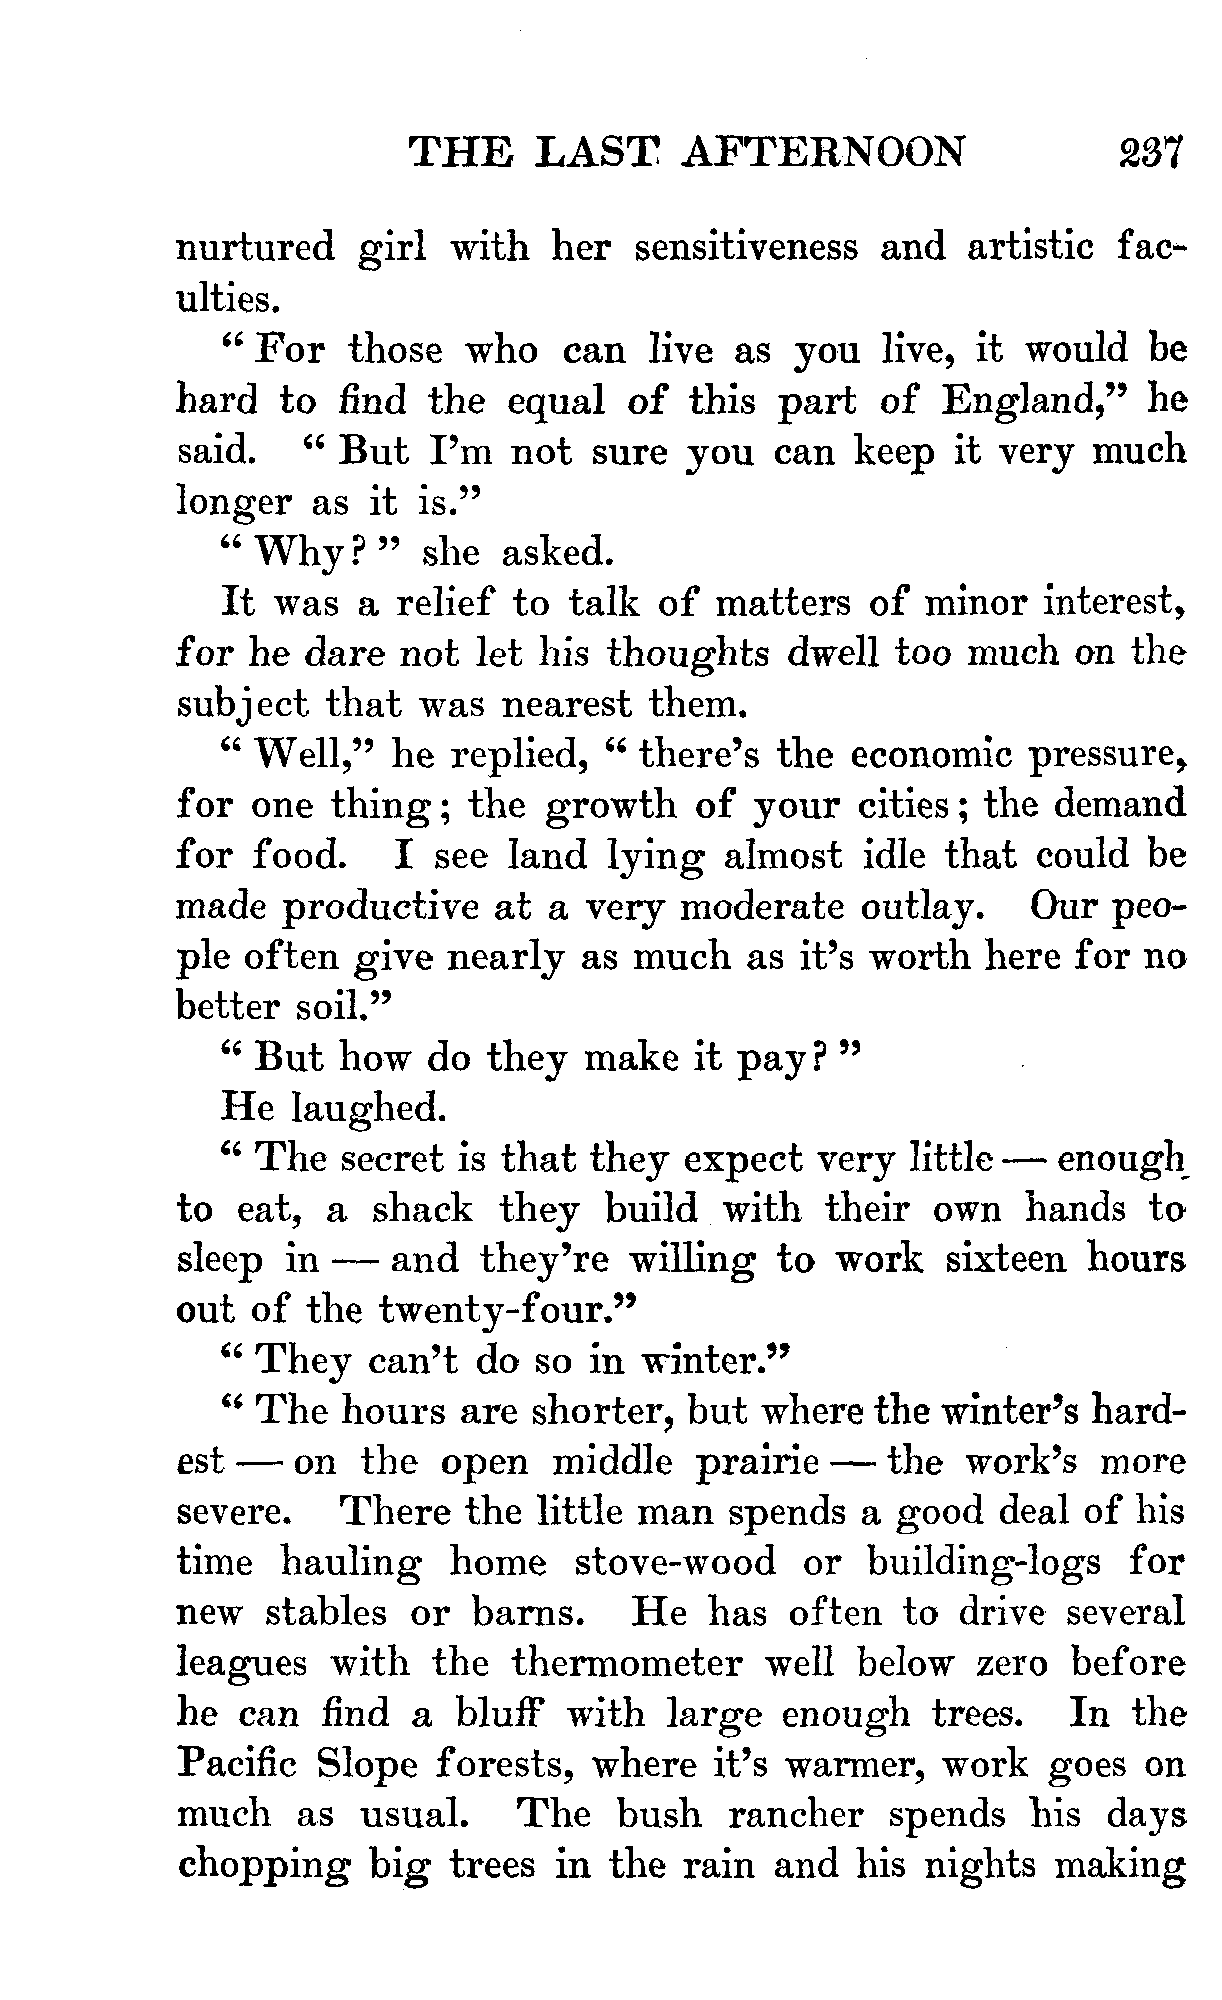 THE LAST AFTERNOON 237
nurtured girl with her sensitiveness and artistic fac-
ulties.
"For those who can live as you live, it would be
hard to find the equal of this part of England," he
said. "But I'm not sure you can keep it very much
longer as it is."
"Why?" she asked.
It was a relief to talk of matters of minor interest,
for he dare not let his thoughts dwell too much on the
subject that was nearest them.
"Well," he replied, "there's the economic pressure,
for one thing; the growth of your cities; the demand
for food. I see land lying almost idle that could be
made productive at a very moderate outlay. Our peo-
ple often give nearly as much as it's worth here for no
better soil."
"But how do they make it pay?"
He laughed.
"The secret is that they expect very little — enough
to eat, a shack they build with their own hands to
sleep in — and they're willing to work sixteen hours
out of the twenty-four."
"They can't do so in winter."
"The hours are shorter, but where the winter's hard-
est — on the open middle prairie — the work's more
severe. There the little man spends a good deal of his
time hauling home stove-wood or building-logs for
new stables or barns. He has often to drive several
leagues with the thermometer well below zero before
he can find a bluff with large enough trees. In the
Pacific Slope forests, where it's warmer, work goes on
much as usual. The bush rancher spends his days
chopping big trees in the rain and his nights making